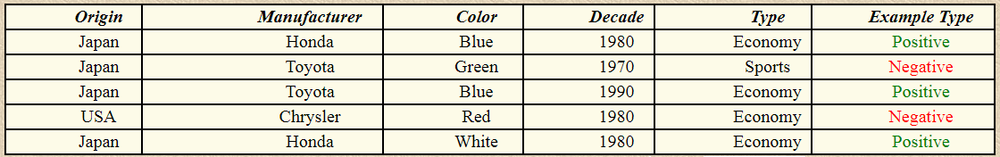 Origin Manufacturer Color Decade Type Example Type
Japan Honda Blue 1980 Economy Positive
Japan Toyota Green 1970 Sports Negative
Japan Toyota Blue 1990 Economy Positive
USA Chrysler Red 1980 Economy Negative
Japan Honda White 1980 Economy Positive